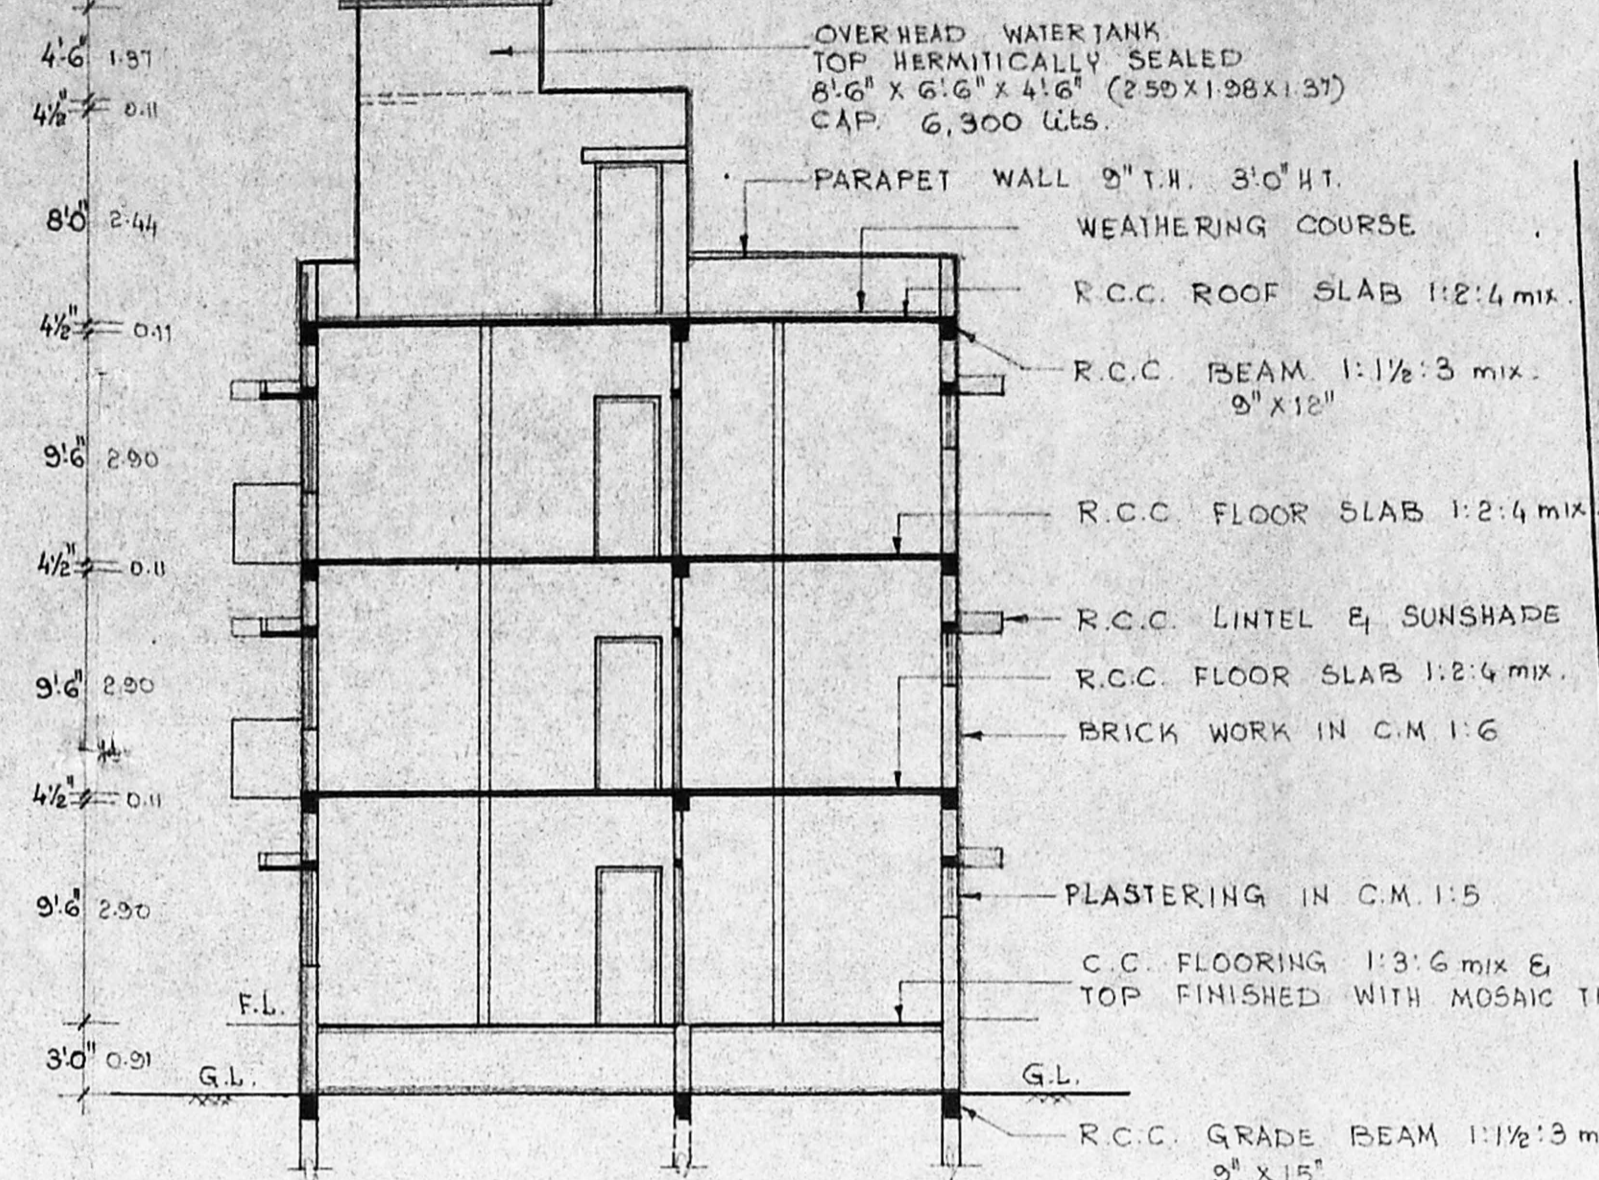 4'-6" 1.37
4½" 0.11
8'0" 2.44
4½" 0.11
9'6" 2.90
4½" 0.11
9'6" 2.90
4½" 0.11
9'6" 2.90
3'0" 0.91
F.L.
G.L.
G.L.
OVER HEAD WATER TANK
TOP HERMITICALLY SEALED
8'6" X 6'6" X 4'6" (2.59 X 1.98 X 1.37)
CAP. 6,300 lits.
PARAPET WALL 9" T.H. 3'0" HT.
WEATHERING COURSE
R.C.C. ROOF SLAB 1:2:4 mix.
R.C.C. BEAM 1:1½:3 mix.
9" X 12"
R.C.C. FLOOR SLAB 1:2:4 mix.
R.C.C. LINTEL & SUNSHADE
R.C.C. FLOOR SLAB 1:2:4 mix.
BRICK WORK IN C.M 1:6
PLASTERING IN C.M. 1:5
C.C. FLOORING 1:3:6 mix &
TOP FINISHED WITH MOSAIC
R.C.C. GRADE BEAM 1:1½:3
9" X 15"